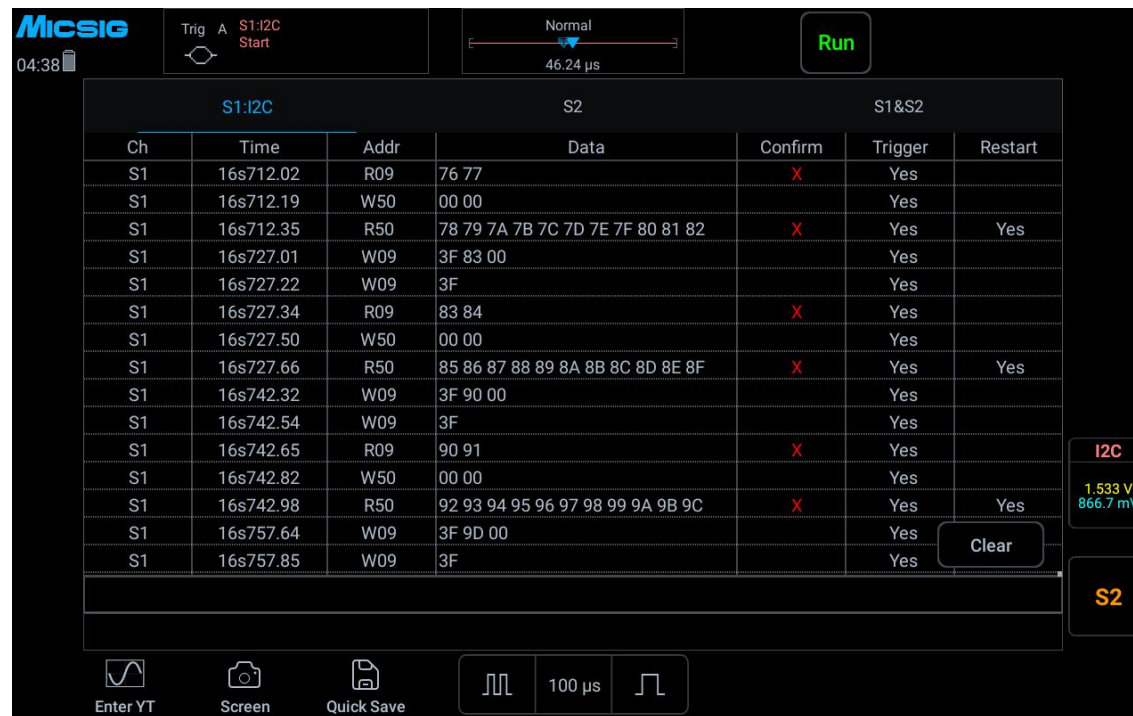 MICSIG
Trig A S1:I2C
Start
Normal
Run
04:38
46.24 µs
S1:I2C S2 S1&S2
Ch Time Addr Data Confirm Trigger Restart
S1 16s712.02 R09 76 77 X Yes
S1 16s712.19 W50 00 00 Yes
S1 16s712.35 R50 78 79 7A 7B 7C 7D 7E 7F 80 81 82 X Yes Yes
S1 16s727.01 W09 3F 83 00 Yes
S1 16s727.22 W09 3F Yes
S1 16s727.34 R09 83 84 X Yes
S1 16s727.50 W50 00 00 Yes
S1 16s727.66 R50 85 86 87 88 89 8A 8B 8C 8D 8E 8F X Yes Yes
S1 16s742.32 W09 3F 90 00 Yes
S1 16s742.54 W09 3F Yes
S1 16s742.65 R09 90 91 X Yes
S1 16s742.82 W50 00 00 Yes
S1 16s742.98 R50 92 93 94 95 96 97 98 99 9A 9B 9C X Yes Yes
S1 16s757.64 W09 3F 9D 00 Yes
S1 16s757.85 W09 3F Yes
Clear
I2C
1.533 V
866.7 mV
S2
Enter YT
Screen
Quick Save
100 µs